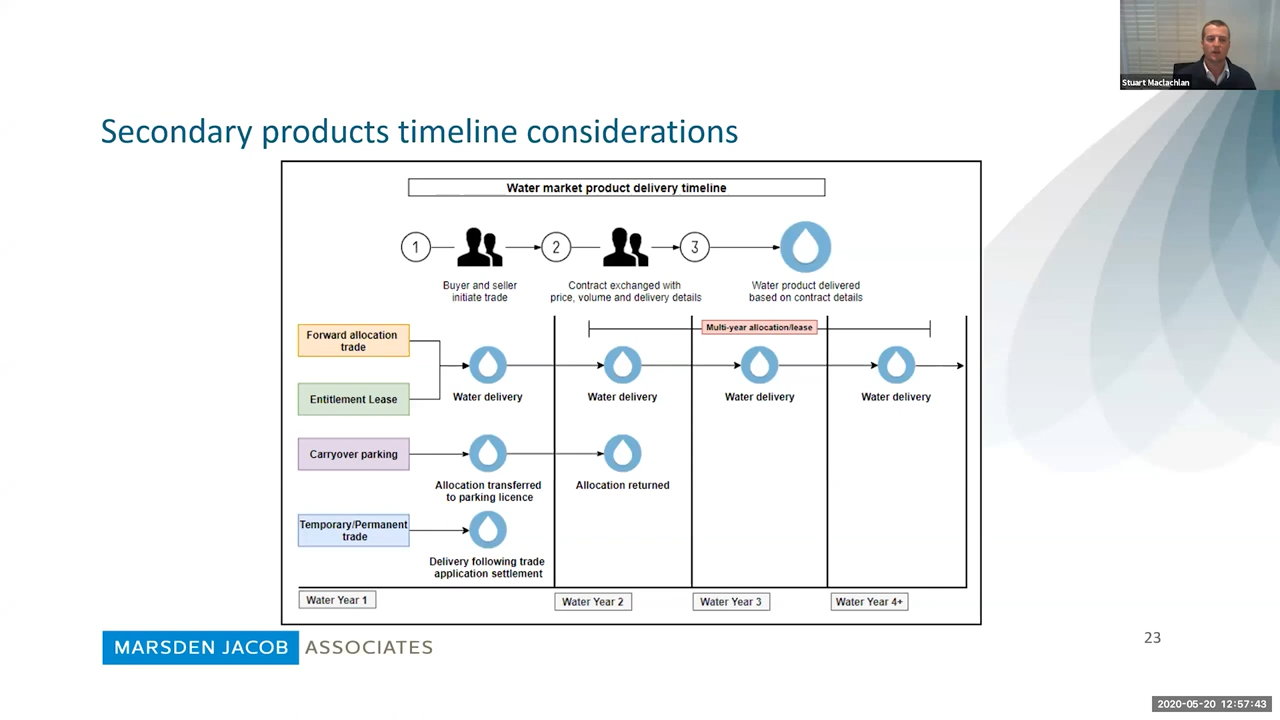 Stuart Maclachlan
Secondary products timeline considerations
Water market product delivery timeline
1
2
3
Buyer and seller
initiate trade
Contract exchanged with
price, volume and delivery details
Water product delivered
based on contract details
Multi-year allocation/lease
Forward allocation
trade
Entitlement Lease
Water delivery
Water delivery
Water delivery
Water delivery
Carryover parking
Allocation transferred
to parking licence
Allocation returned
Temporary/Permanent
trade
Delivery following trade
application settlement
Water Year 1
Water Year 2
Water Year 3
Water Year 4+
MARSDEN JACOB ASSOCIATES
23
2020-05-20 12:57:43